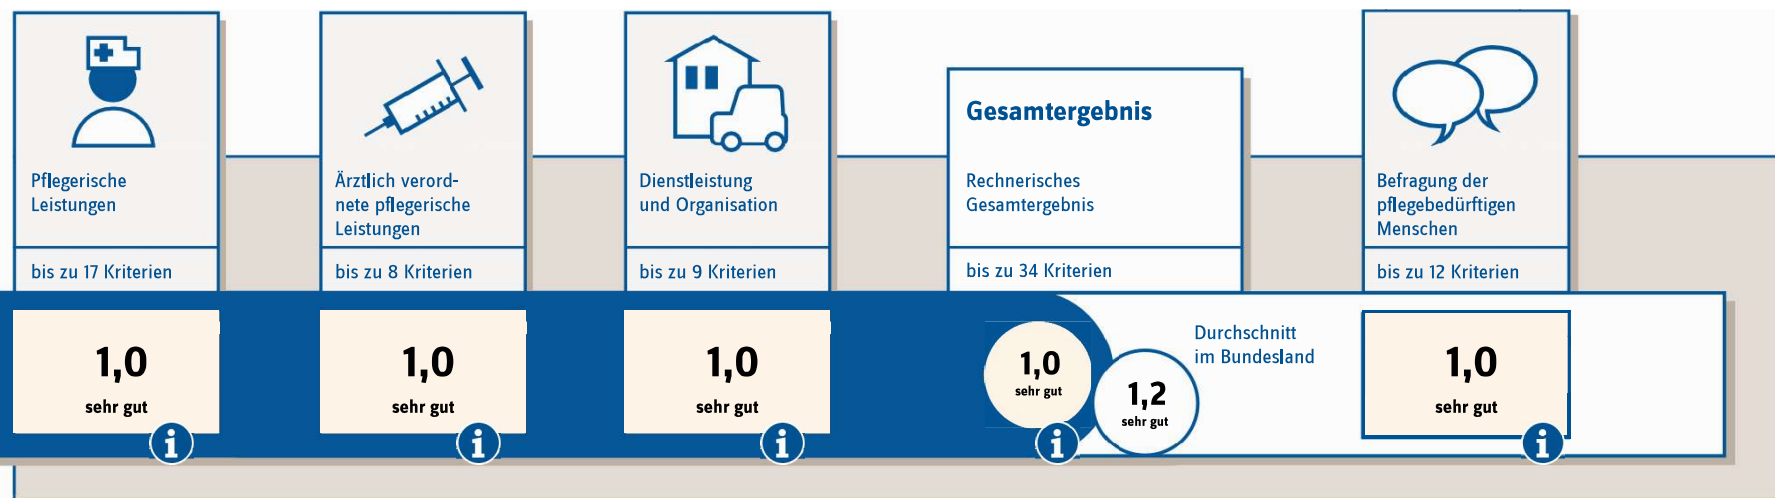 Pflegerische
Leistungen
bis zu 17 Kriterien
1,0
sehr gut
i
Ärztlich verord-
nete pflegerische
Leistungen
bis zu 8 Kriterien
1,0
sehr gut
i
Dienstleistung
und Organisation
bis zu 9 Kriterien
1,0
sehr gut
i
Gesamtergebnis
Rechnerisches
Gesamtergebnis
bis zu 34 Kriterien
1,0
sehr gut
i
1,2
sehr gut
Durchschnitt
im Bundesland
Befragung der
pflegebedürftigen
Menschen
bis zu 12 Kriterien
1,0
sehr gut
i